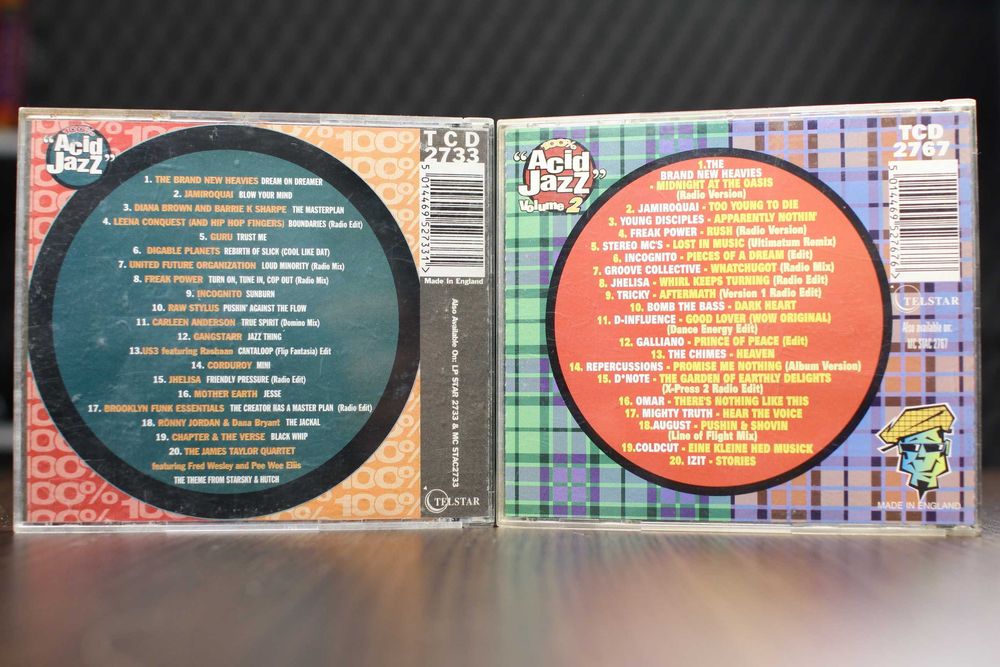 100%
"Acid
Jazz"
1. THE BRAND NEW HEAVIES DREAM ON DREAMER
2. JAMIROQUAI BLOW YOUR MIND
3. DIANA BROWN AND BARRIE K SHARPE THE MASTERPLAN
4. LEENA CONQUEST (AND HIP HOP FINGERS) BOUNDARIES (Radio Edit)
5. GURU TRUST ME
6. DIGABLE PLANETS REBIRTH OF SLICK (COOL LIKE DAT)
7. UNITED FUTURE ORGANIZATION LOUD MINORITY (Radio Mix)
8. FREAK POWER TURN ON, TUNE IN, COP OUT (Radio Mix)
9. INCOGNITO SUNBURN
10. RAW STYLUS PUSHIN' AGAINST THE FLOW
11. CARLEEN ANDERSON TRUE SPIRIT (Domino Mix)
12. GANGSTARR JAZZ THING
13.US3 featuring Rashaan CANTALOOP (Flip Fantasia) Edit
14. CORDUROY MINI
15. JHELISA FRIENDLY PRESSURE (Radio Edit)
16. MOTHER EARTH JESSE
17. BROOKLYN FUNK ESSENTIALS THE CREATOR HAS A MASTER PLAN (Radio Edit)
18. RONNY JORDAN & Dana Bryant THE JACKAL
19. CHAPTER & THE VERSE BLACK WHIP
20. THE JAMES TAYLOR QUARTET
featuring Fred Wesley and Pee Wee Ellis
THE THEME FROM STARSKY & HUTCH
TCD
2733
5 014469 527331>
Made In England
Also Available On: LP STAR 2733 & MC STAC2733
TELSTAR
100%
"Acid
Jazz"
Volume 2
1.THE
BRAND NEW HEAVIES
- MIDNIGHT AT THE OASIS
(Radio Version)
2. JAMIROQUAI - TOO YOUNG TO DIE
3. YOUNG DISCIPLES - APPARENTLY NOTHIN'
4. FREAK POWER - RUSH (Radio Version)
5. STEREO MC'S - LOST IN MUSIC (Ultimatum Remix)
6. INCOGNITO - PIECES OF A DREAM (Edit)
7. GROOVE COLLECTIVE - WHATCHUGOT (Radio Mix)
8. JHELISA - WHIRL KEEPS TURNING (Radio Edit)
9. TRICKY - AFTERMATH (Version 1 Radio Edit)
10. BOMB THE BASS - DARK HEART
11. D-INFLUENCE - GOOD LOVER (WOW ORIGINAL)
(Dance Energy Edit)
12. GALLIANO - PRINCE OF PEACE (Edit)
13. THE CHIMES - HEAVEN
14. REPERCUSSIONS - PROMISE ME NOTHING (Album Version)
15. D*NOTE - THE GARDEN OF EARTHLY DELIGHTS
(X-Press 2 Radio Edit)
16. OMAR - THERE'S NOTHING LIKE THIS
17. MIGHTY TRUTH - HEAR THE VOICE
18.AUGUST - PUSHIN & SHOVIN
(Line of Flight Mix)
19.COLDCUT - EINE KLEINE HED MUSICK
20. IZIT - STORIES
TCD
2767
5 014469 527676>
TELSTAR
Also available on:
MC STAC 2767
MADE IN ENGLAND